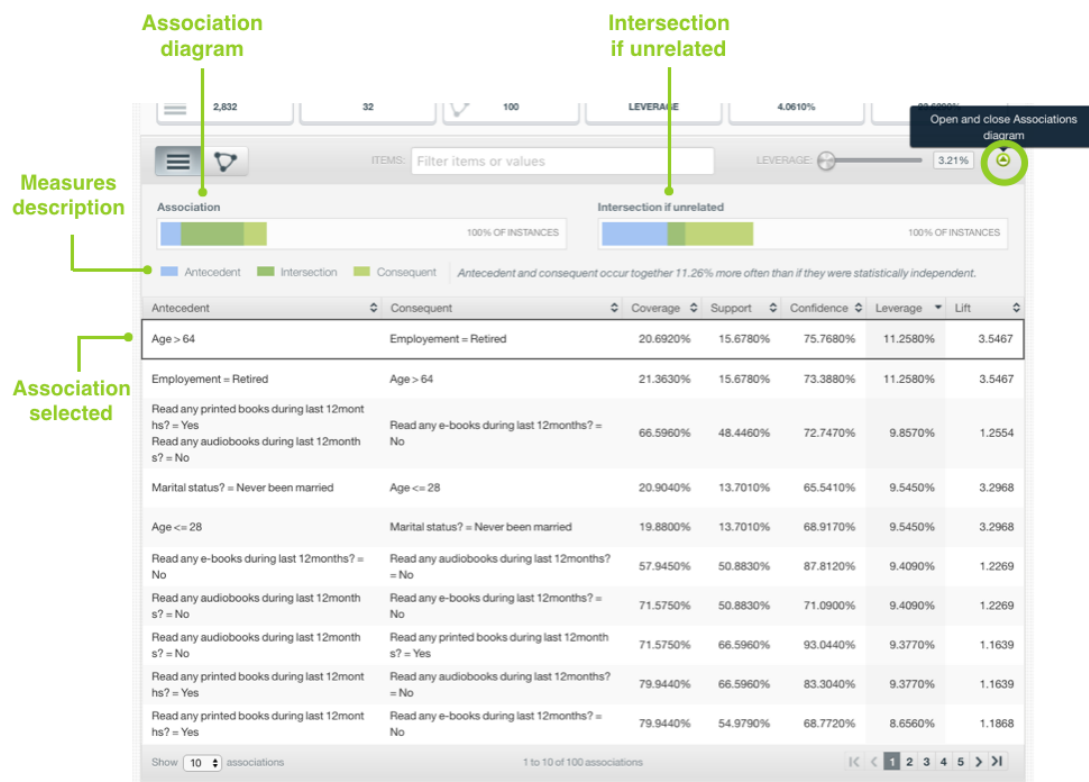 Association
diagram
Intersection
if unrelated
2,832
32
100
LEVERAGE
4.0610%
Open and close Associations
diagram
ITEMS: Filter items or values
LEVERAGE:
3.21%
Measures
description
Association
Intersection if unrelated
100% OF INSTANCES
100% OF INSTANCES
Antecedent Intersection Consequent Antecedent and consequent occur together 11.26% more often than if they were statistically independent.
Antecedent Consequent Coverage Support Confidence Leverage Lift
Age > 64 Employement = Retired 20.6920% 15.6780% 75.7680% 11.2580% 3.5467
Association
selected
Employement = Retired Age > 64 21.3630% 15.6780% 73.3880% 11.2580% 3.5467
Read any printed books during last 12mont
hs? = Yes
Read any audiobooks during last 12month
s? = No
Read any e-books during last 12months? =
No
66.5960% 48.4460% 72.7470% 9.8570% 1.2554
Marital status? = Never been married Age <= 28 20.9040% 13.7010% 65.5410% 9.5450% 3.2968
Age <= 28 Marital status? = Never been married 19.8800% 13.7010% 68.9170% 9.5450% 3.2968
Read any e-books during last 12months? =
No
Read any audiobooks during last 12months?
= No
57.9450% 50.8830% 87.8120% 9.4090% 1.2269
Read any audiobooks during last 12month
s? = No
Read any e-books during last 12months? =
No
71.5750% 50.8830% 71.0900% 9.4090% 1.2269
Read any audiobooks during last 12month
s? = No
Read any printed books during last 12month
s? = Yes
71.5750% 66.5960% 93.0440% 9.3770% 1.1639
Read any printed books during last 12mont
hs? = Yes
Read any audiobooks during last 12months?
= No
79.9440% 66.5960% 83.3040% 9.3770% 1.1639
Read any printed books during last 12mont
hs? = Yes
Read any e-books during last 12months? =
No
79.9440% 54.9790% 68.7720% 8.6560% 1.1868
Show 10 associations
1 to 10 of 100 associations
1 2 3 4 5